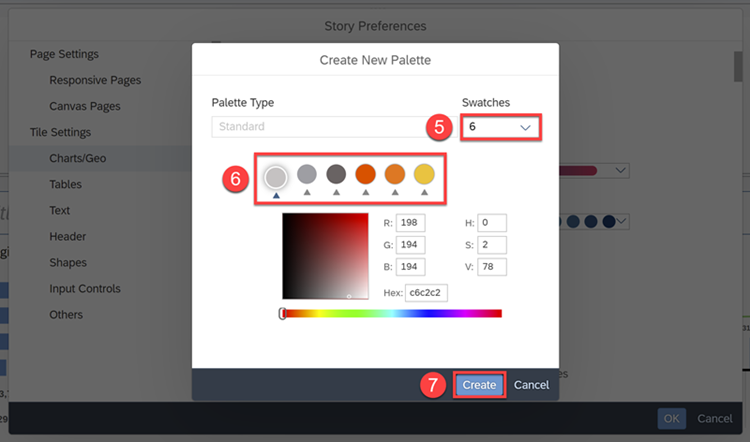 Story Preferences
Page Settings
Responsive Pages
Canvas Pages
Tile Settings
Charts/Geo
Tables
Text
Header
Shapes
Input Controls
Others
Create New Palette
Palette Type
Swatches
Standard
5
6
6
R: 198
H: 0
G: 194
S: 2
B: 194
V: 78
Hex: c6c2c2
7
Create
Cancel
OK
Cancel